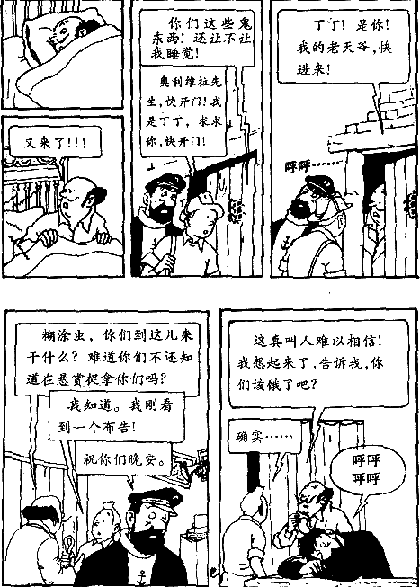 又来了!!!
你们这些鬼
东西!还让不让
我睡觉!
奥利维拉先
生,快开门!我
是丁丁,求求
你,快开门!
丁丁!是你!
我的老天爷,快
进来!
呼呼……
糊涂虫,你们到这儿来
干什么?难道你们不还知
道在悬赏捉拿你们吗?
我知道。我刚看
到一个布告!
祝你们晚安。
这真叫人难以相信!
我想起来了,告诉我,你
们该饿了吧?
确实……
呼呼
呼呼